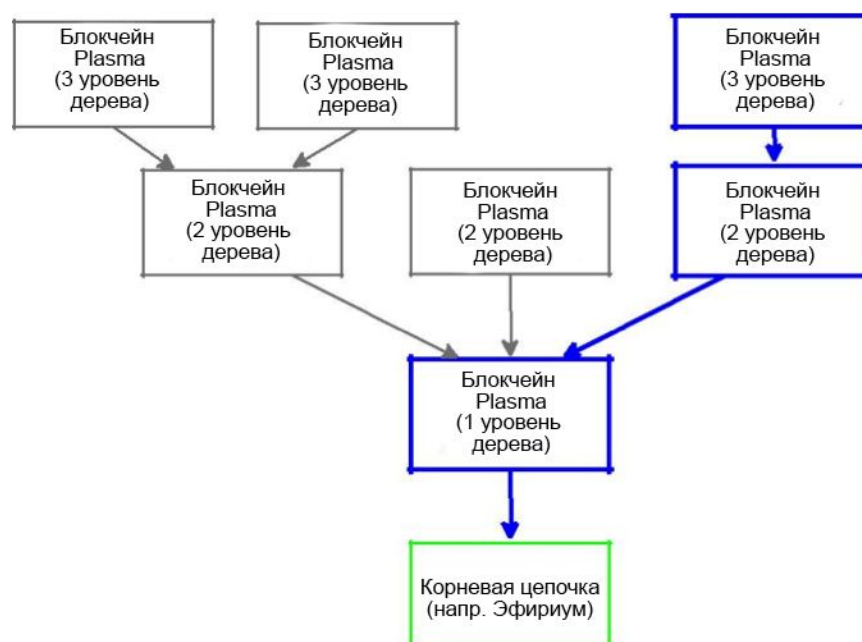 Блокчейн
Plasma
(3 уровень
дерева)
Блокчейн
Plasma
(3 уровень
дерева)
Блокчейн
Plasma
(3 уровень
дерева)
Блокчейн
Plasma
(2 уровень
дерева)
Блокчейн
Plasma
(2 уровень
дерева)
Блокчейн
Plasma
(2 уровень
дерева)
Блокчейн
Plasma
(1 уровень
дерева)
Корневая цепочка
(напр. Эфириум)